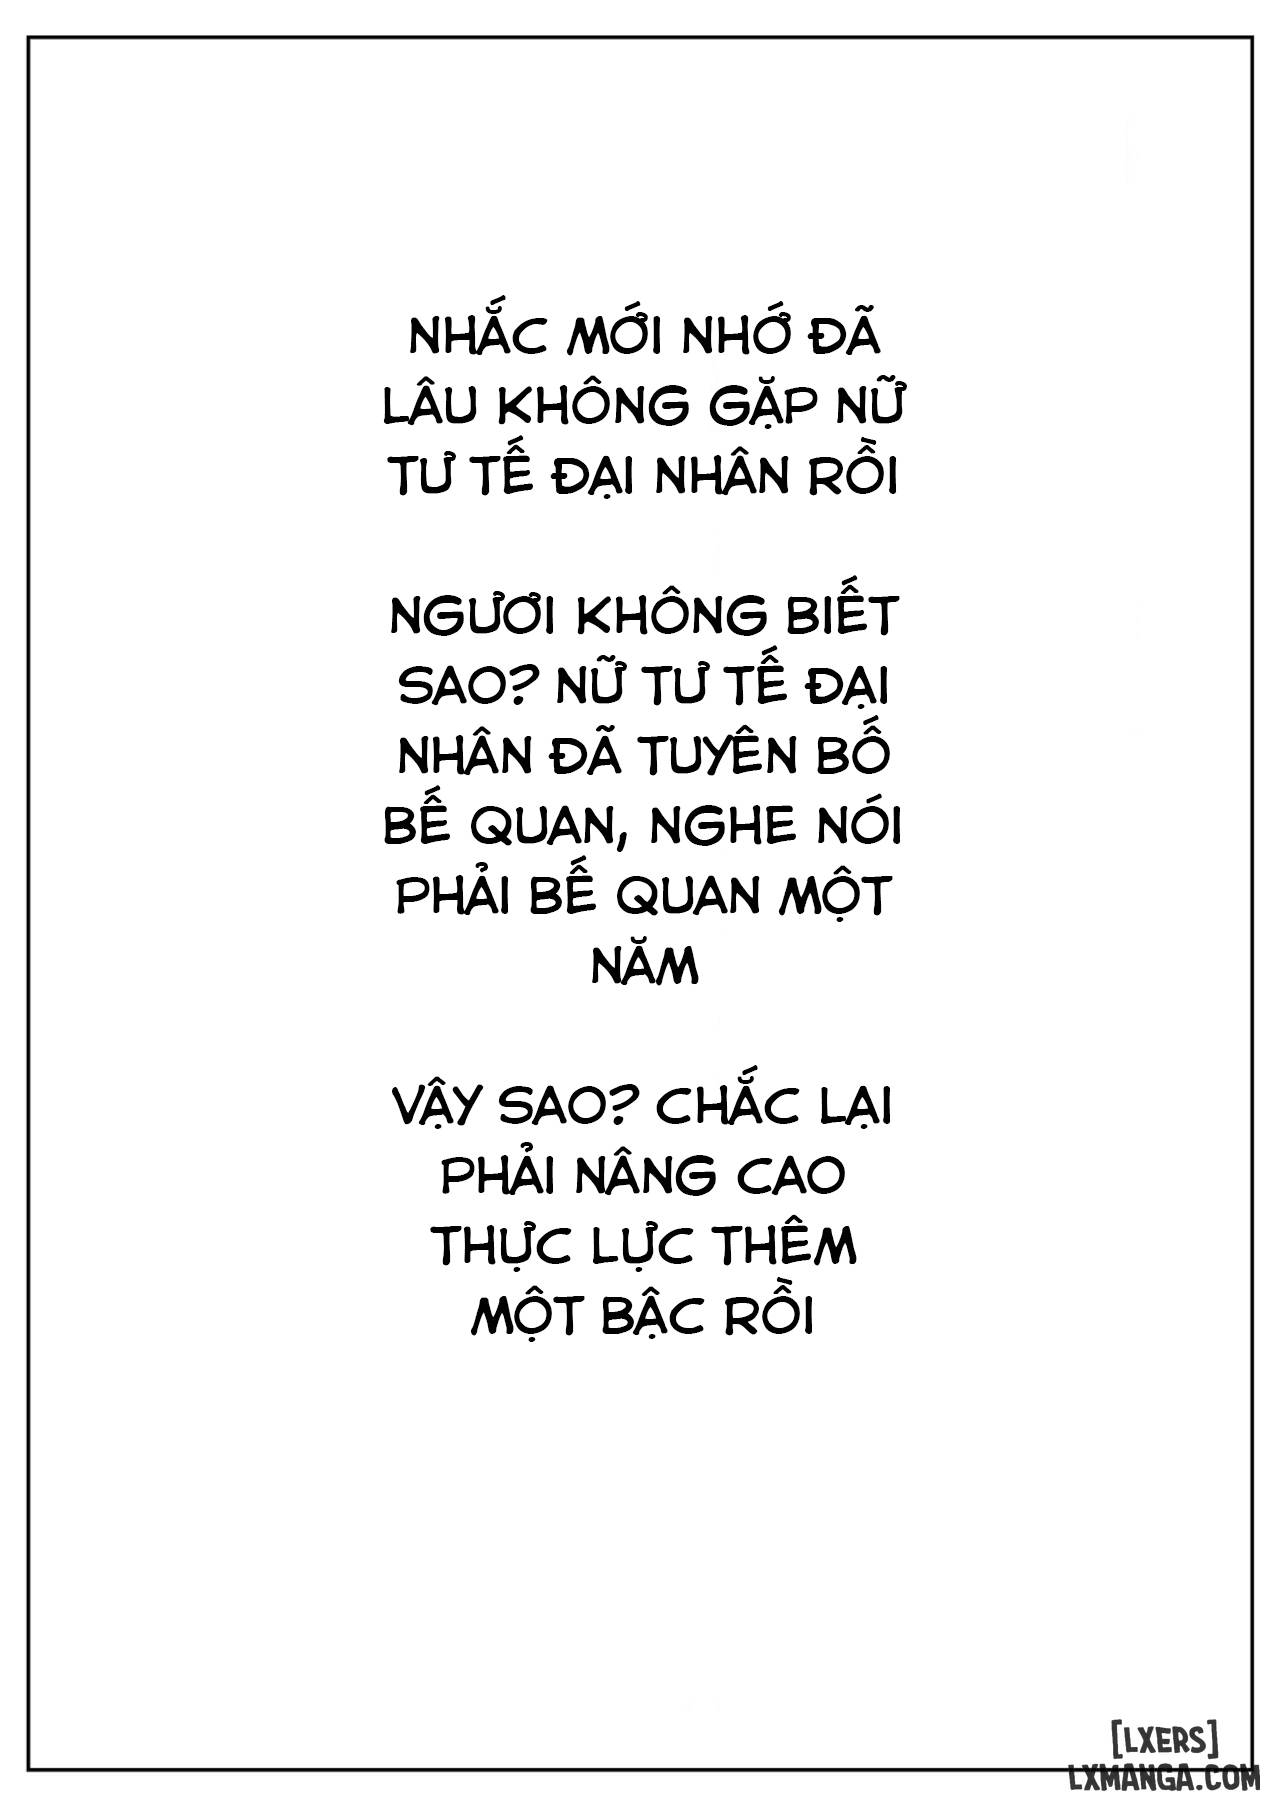 NHẮC MỚI NHỚ ĐÃ
LÂU KHÔNG GẶP NỮ
TƯ TẾ ĐẠI NHÂN RỒI
NGƯƠI KHÔNG BIẾT
SAO? NỮ TƯ TẾ ĐẠI
NHÂN ĐÃ TUYÊN BỐ
BẾ QUAN, NGHE NÓI
PHẢI BẾ QUAN MỘT
NĂM
VẬY SAO? CHẮC LẠI
PHẢI NÂNG CAO
THỰC LỰC THÊM
MỘT BẬC RỒI
[LXERS]
LXMANGA.COM